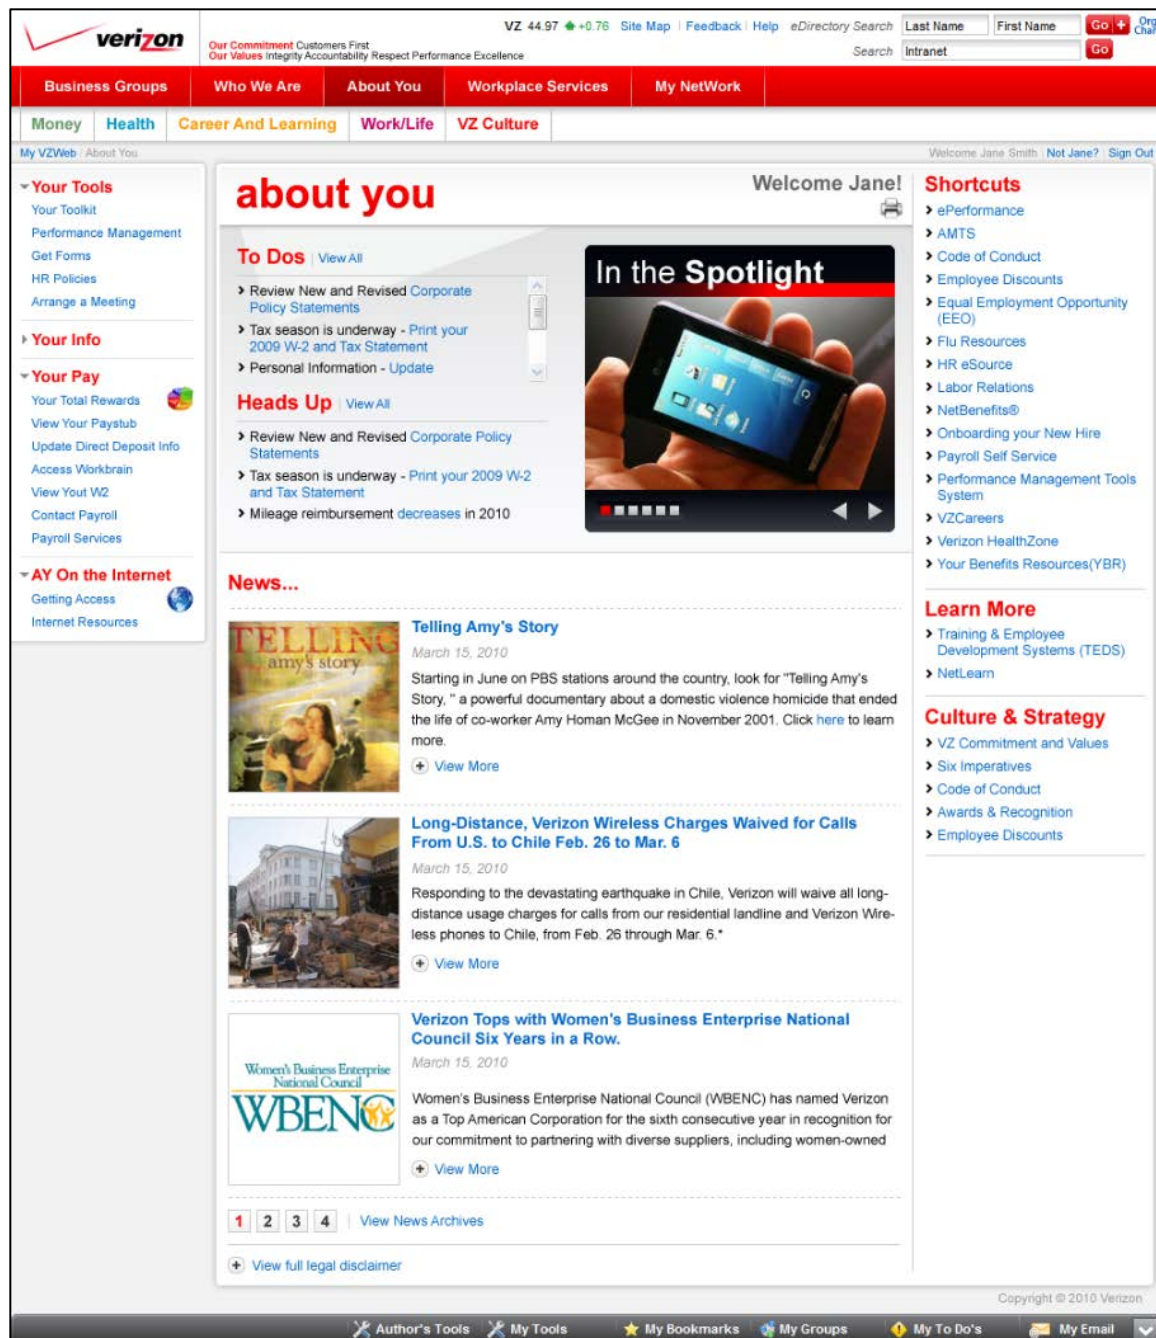 verizon
Our Commitment Customers First
Our Values Integrity Accountability Respect Performance Excellence
VZ 44.97 +0.76 Site Map | Feedback | Help eDirectory Search Last Name First Name Go + Org
Chart
Search Intranet Go
Business Groups Who We Are About You Workplace Services My NetWork
Money Health Career And Learning Work/Life VZ Culture
My VZWeb / About You
Welcome Jane Smith | Not Jane? | Sign Out
Your Tools
Your Toolkit
Performance Management
Get Forms
HR Policies
Arrange a Meeting
Your Info
Your Pay
Your Total Rewards
View Your Paystub
Update Direct Deposit Info
Access Workbrain
View Yout W2
Contact Payroll
Payroll Services
AY On the Internet
Getting Access
Internet Resources
about you
Welcome Jane!
To Dos | View All
Review New and Revised Corporate
Policy Statements
Tax season is underway - Print your
2009 W-2 and Tax Statement
Personal Information - Update
Heads Up | View All
Review New and Revised Corporate Policy
Statements
Tax season is underway - Print your 2009 W-2
and Tax Statement
Mileage reimbursement decreases in 2010
In the Spotlight
News...
TELLING
amy's story
Telling Amy's Story
March 15, 2010
Starting in June on PBS stations around the country, look for "Telling Amy's
Story, " a powerful documentary about a domestic violence homicide that ended
the life of co-worker Amy Homan McGee in November 2001. Click here to learn
more.
View More
Long-Distance, Verizon Wireless Charges Waived for Calls
From U.S. to Chile Feb. 26 to Mar. 6
March 15, 2010
Responding to the devastating earthquake in Chile, Verizon will waive all long-
distance usage charges for calls from our residential landline and Verizon Wire-
less phones to Chile, from Feb. 26 through Mar. 6.*
View More
Women's Business Enterprise
National Council
WBENC
Verizon Tops with Women's Business Enterprise National
Council Six Years in a Row.
March 15, 2010
Women's Business Enterprise National Council (WBENC) has named Verizon
as a Top American Corporation for the sixth consecutive year in recognition for
our commitment to partnering with diverse suppliers, including women-owned
View More
1 2 3 4 | View News Archives
View full legal disclaimer
Shortcuts
ePerformance
AMTS
Code of Conduct
Employee Discounts
Equal Employment Opportunity
(EEO)
Flu Resources
HR eSource
Labor Relations
NetBenefits®
Onboarding your New Hire
Payroll Self Service
Performance Management Tools
System
VZCareers
Verizon HealthZone
Your Benefits Resources(YBR)
Learn More
Training & Employee
Development Systems (TEDS)
NetLearn
Culture & Strategy
VZ Commitment and Values
Six Imperatives
Code of Conduct
Awards & Recognition
Employee Discounts
Copyright © 2010 Verizon
Author's Tools My Tools My Bookmarks My Groups My To Do's My Email